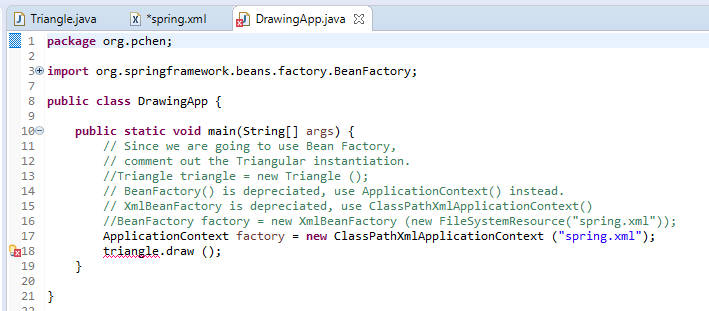 Triangle.java *spring.xml DrawingApp.java
1 package org.pchen;
2
3 import org.springframework.beans.factory.BeanFactory;
7
8 public class DrawingApp {
9
10 public static void main(String[] args) {
11 // Since we are going to use Bean Factory,
12 // comment out the Triangular instantiation.
13 //Triangle triangle = new Triangle ();
14 // BeanFactory() is depreciated, use ApplicationContext() instead.
15 // XmlBeanFactory is depreciated, use ClassPathXmlApplicationContext()
16 //BeanFactory factory = new XmlBeanFactory (new FileSystemResource("spring.xml"));
17 ApplicationContext factory = new ClassPathXmlApplicationContext ("spring.xml");
18 triangle.draw ();
19 }
20
21 }